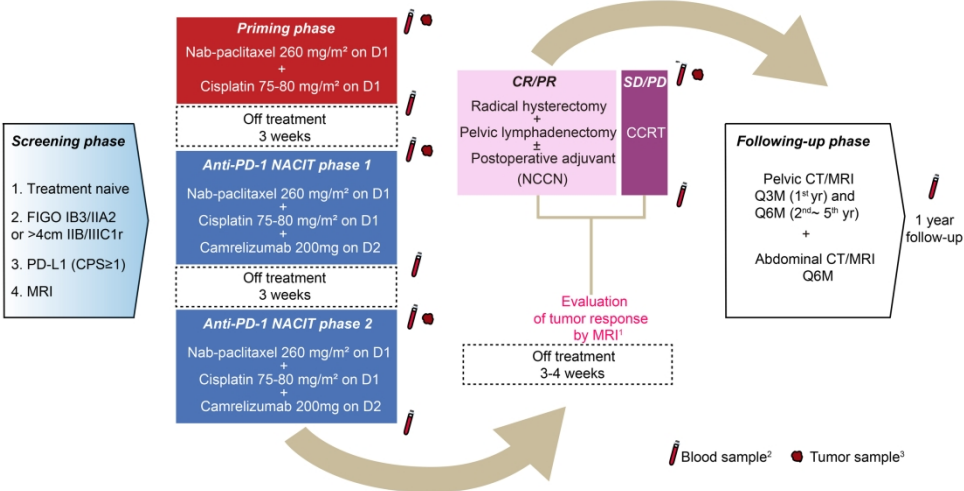 Screening phase
1. Treatment naive
2. FIGO IB3/IIA2
or >4cm IIB/IIIC1r
3. PD-L1 (CPS≥1)
4. MRI
Priming phase
Nab-paclitaxel 260 mg/m² on D1
+
Cisplatin 75-80 mg/m² on D1
Off treatment
3 weeks
Anti-PD-1 NACIT phase 1
Nab-paclitaxel 260 mg/m² on D1
+
Cisplatin 75-80 mg/m² on D1
+
Camrelizumab 200mg on D2
Off treatment
3 weeks
Anti-PD-1 NACIT phase 2
Nab-paclitaxel 260 mg/m² on D1
+
Cisplatin 75-80 mg/m² on D1
+
Camrelizumab 200mg on D2
CR/PR
Radical hysterectomy
+
Pelvic lymphadenectomy
±
Postoperative adjuvant
(NCCN)
SD/PD
CCRT
Evaluation
of tumor response
by MRI¹
Off treatment
3-4 weeks
Following-up phase
Pelvic CT/MRI
Q3M (1ˢᵗ yr) and
Q6M (2ⁿᵈ~ 5ᵗʰ yr)
+
Abdominal CT/MRI
Q6M
1 year
follow-up
Blood sample²
Tumor sample³